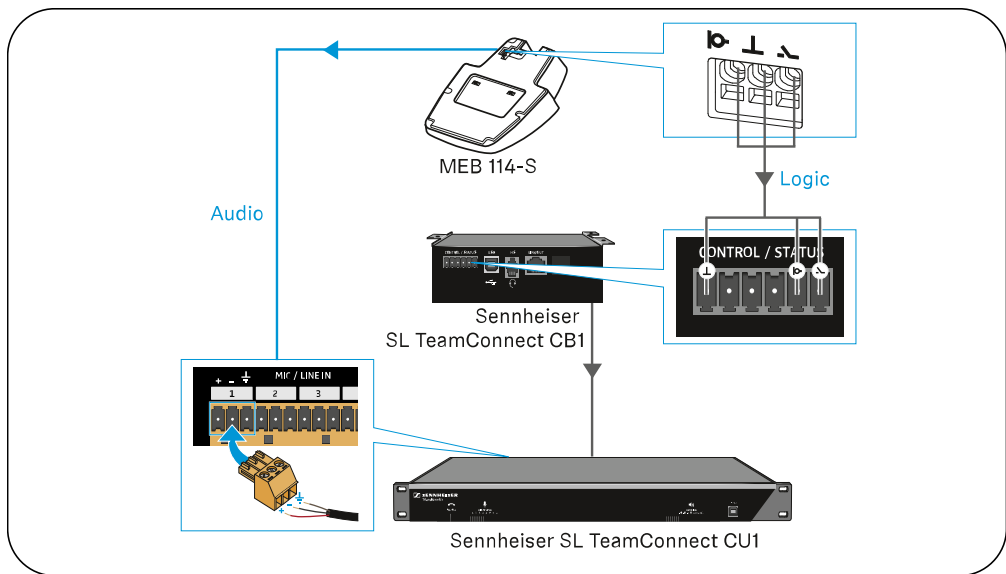 MEB 114-S
Logic
Audio
CONTROL / STATUS
Sennheiser
SL TeamConnect CB1
+ -
MIC / LINE IN
1 2 3
+ -
SENNHEISER
Sennheiser SL TeamConnect CU1